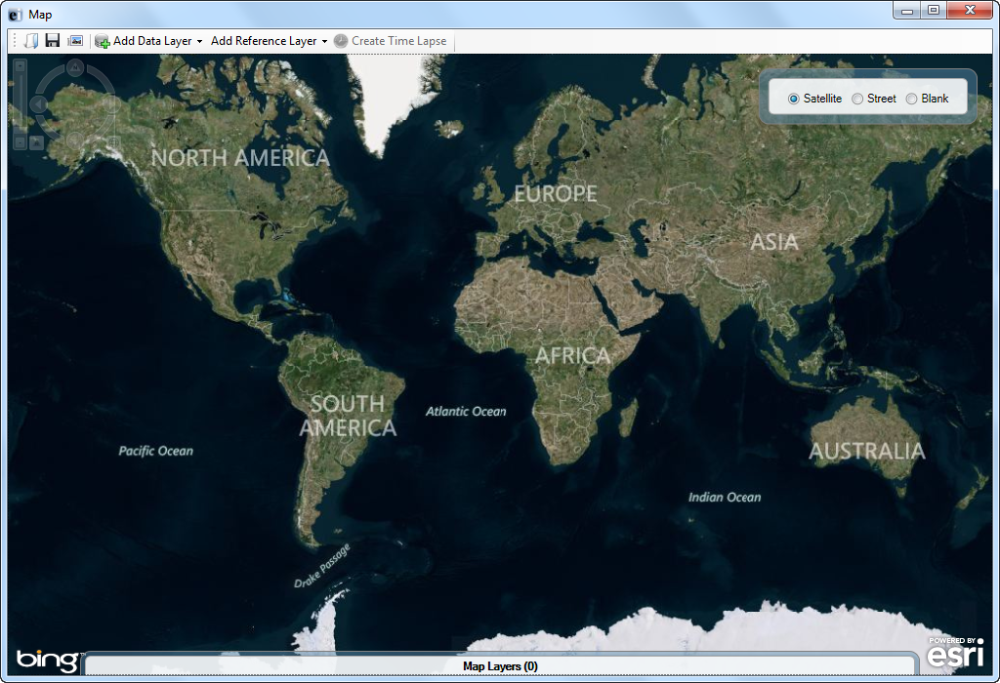 Map
Add Data Layer Add Reference Layer Create Time Lapse
Satellite Street Blank
NORTH AMERICA
EUROPE
ASIA
AFRICA
SOUTH
AMERICA
Atlantic Ocean
Pacific Ocean
AUSTRALIA
Indian Ocean
Drake Passage
bing™
Map Layers (0)
POWERED BY
esri